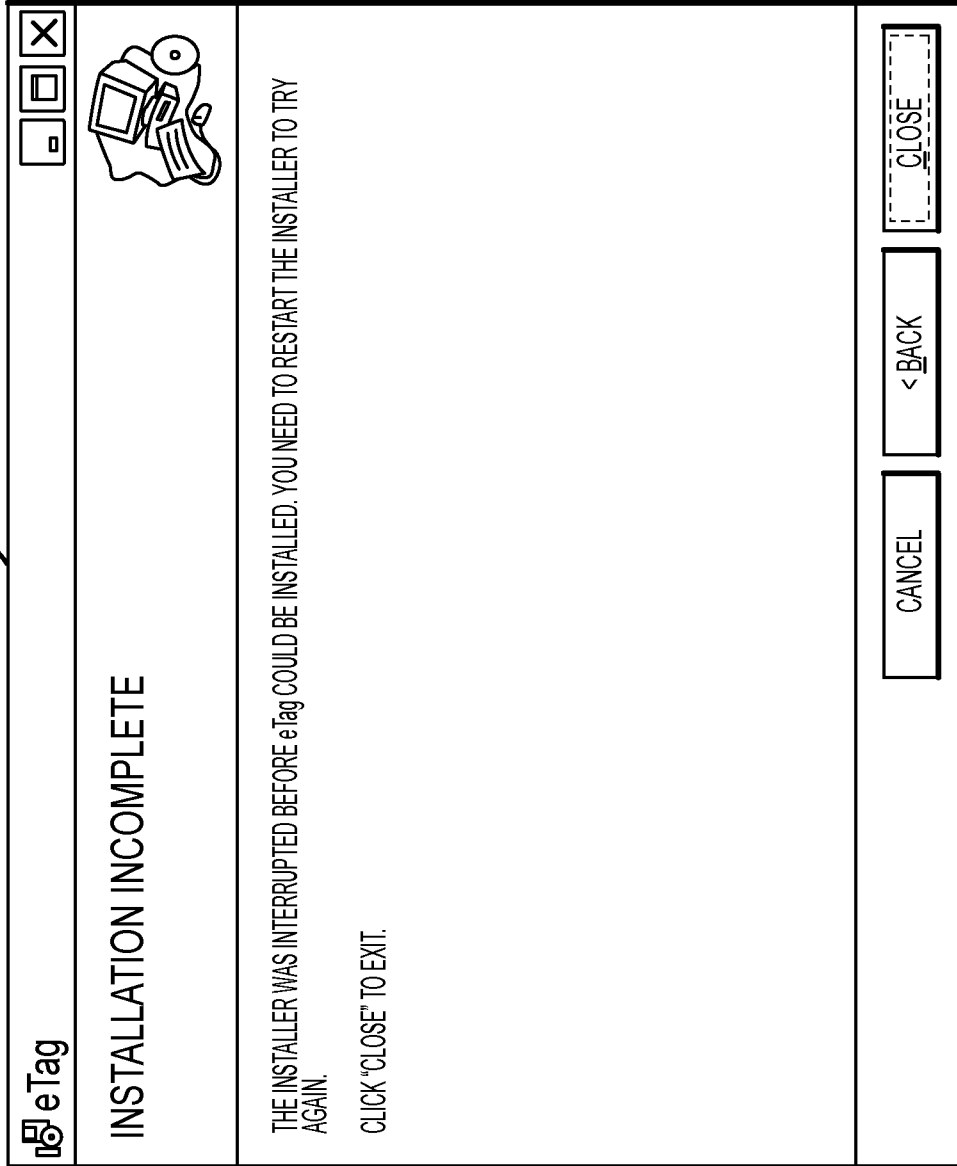 eTag
INSTALLATION INCOMPLETE
THE INSTALLER WAS INTERRUPTED BEFORE eTag COULD BE INSTALLED. YOU NEED TO RESTART THE INSTALLER TO TRY
AGAIN.
CLICK “CLOSE” TO EXIT.
CANCEL
< BACK
CLOSE